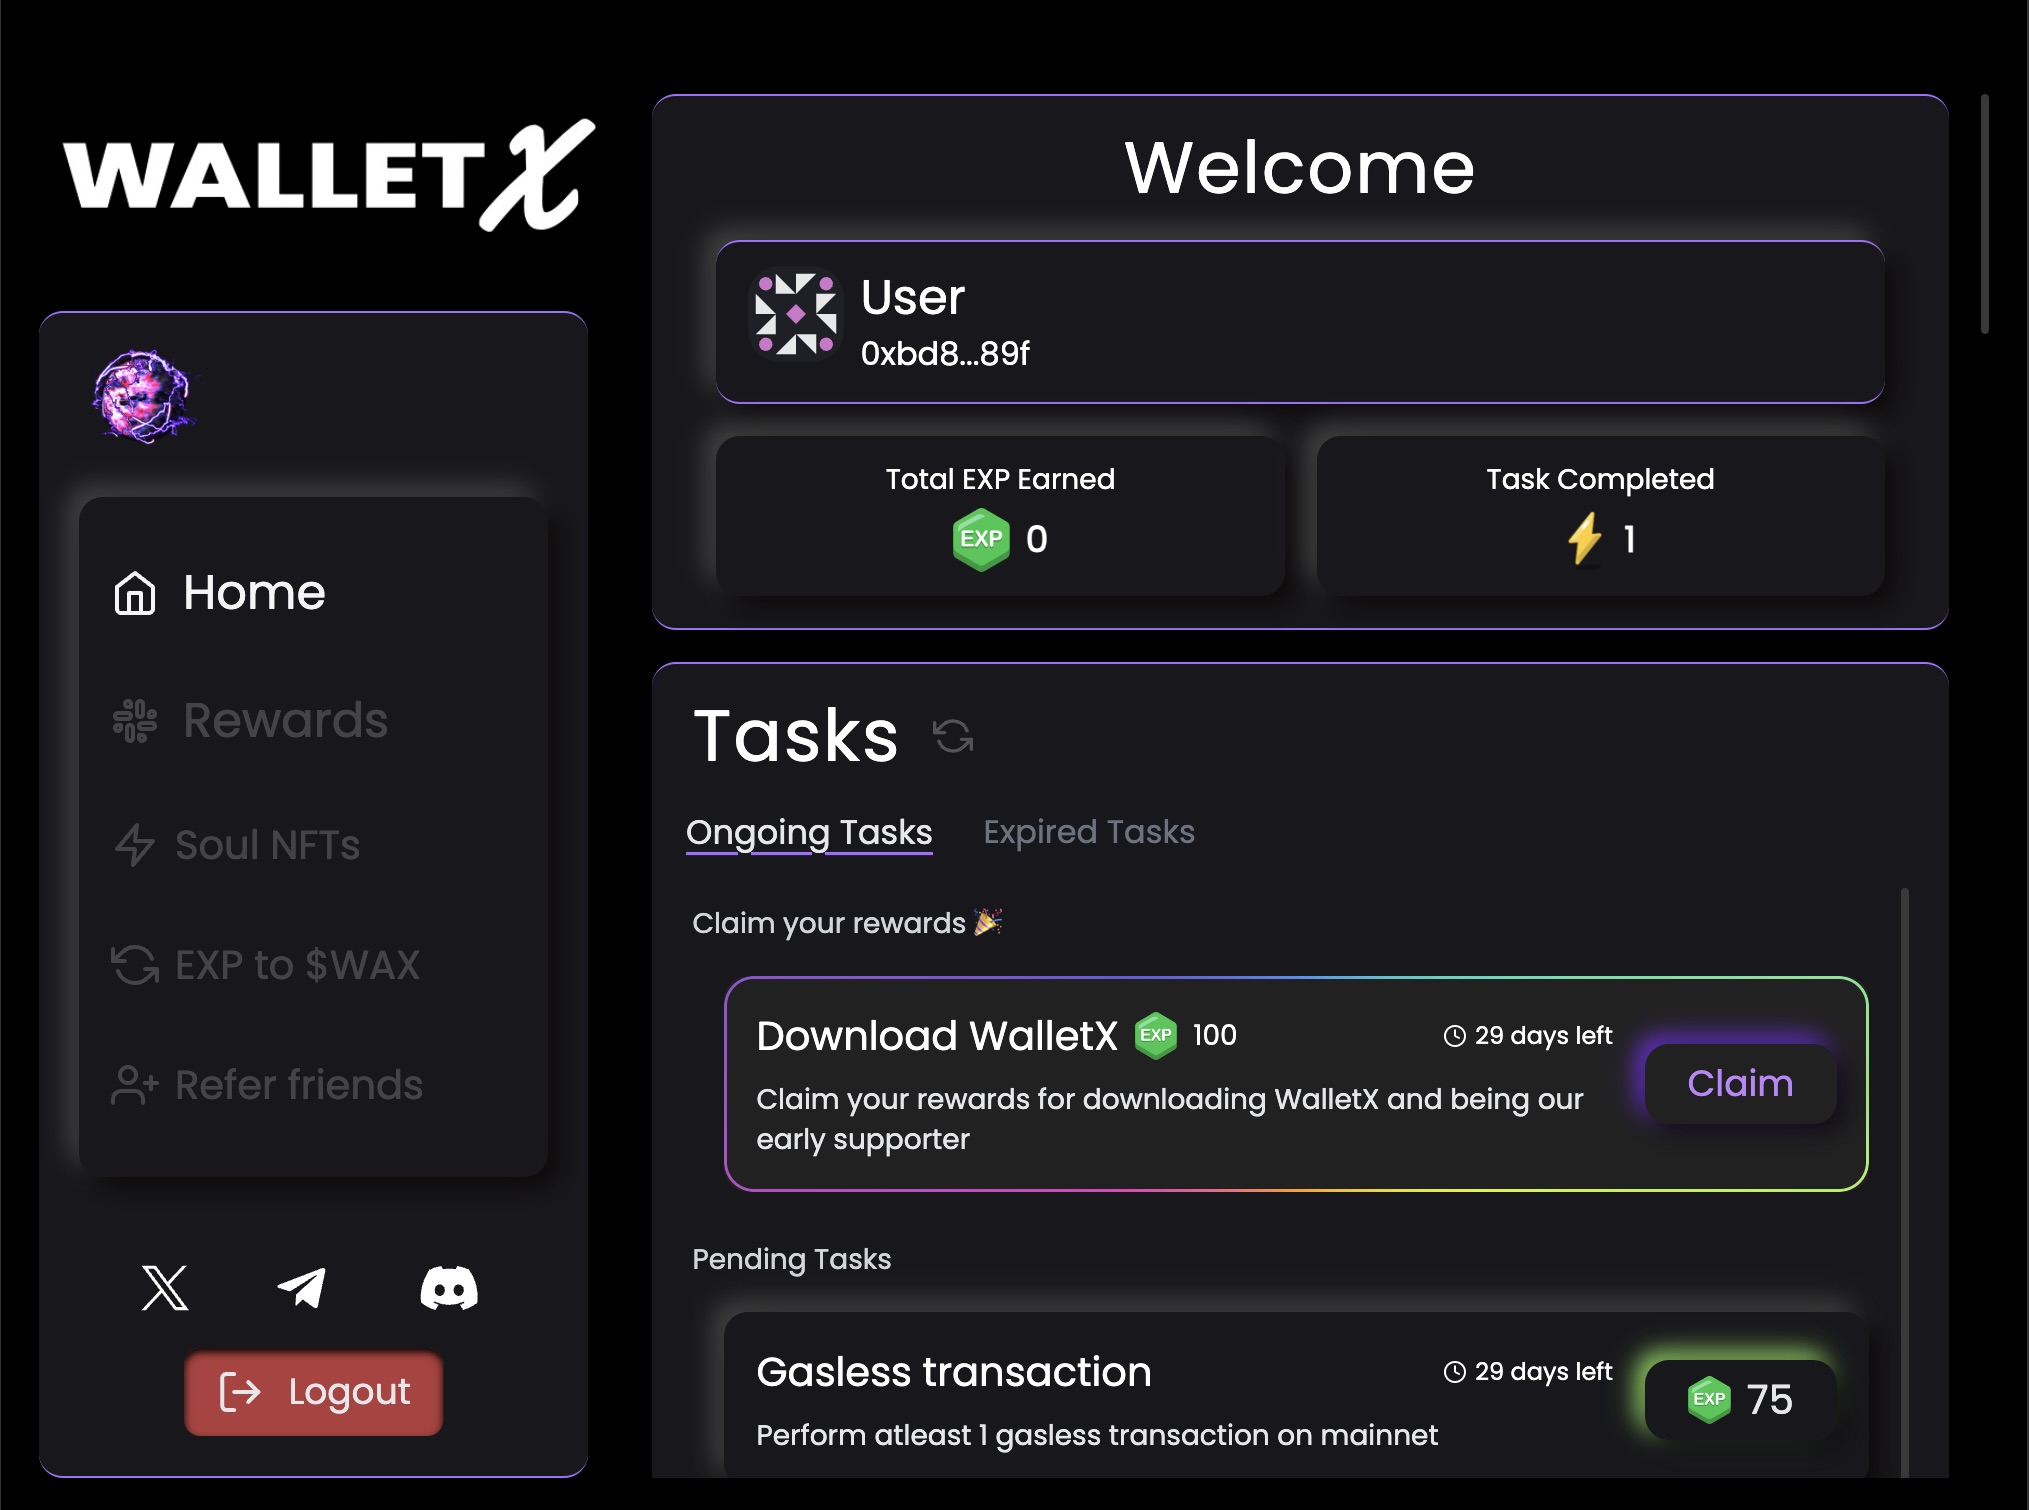 WALLETX
Home
Rewards
Soul NFTs
EXP to $WAX
Refer friends
Logout
Welcome
User
0xbd8...89f
Total EXP Earned
EXP 0
Task Completed
1
Tasks
Ongoing Tasks Expired Tasks
Claim your rewards 🎉
Download WalletX EXP 100 29 days left
Claim
Claim your rewards for downloading WalletX and being our
early supporter
Pending Tasks
Gasless transaction 29 days left
EXP 75
Perform atleast 1 gasless transaction on mainnet